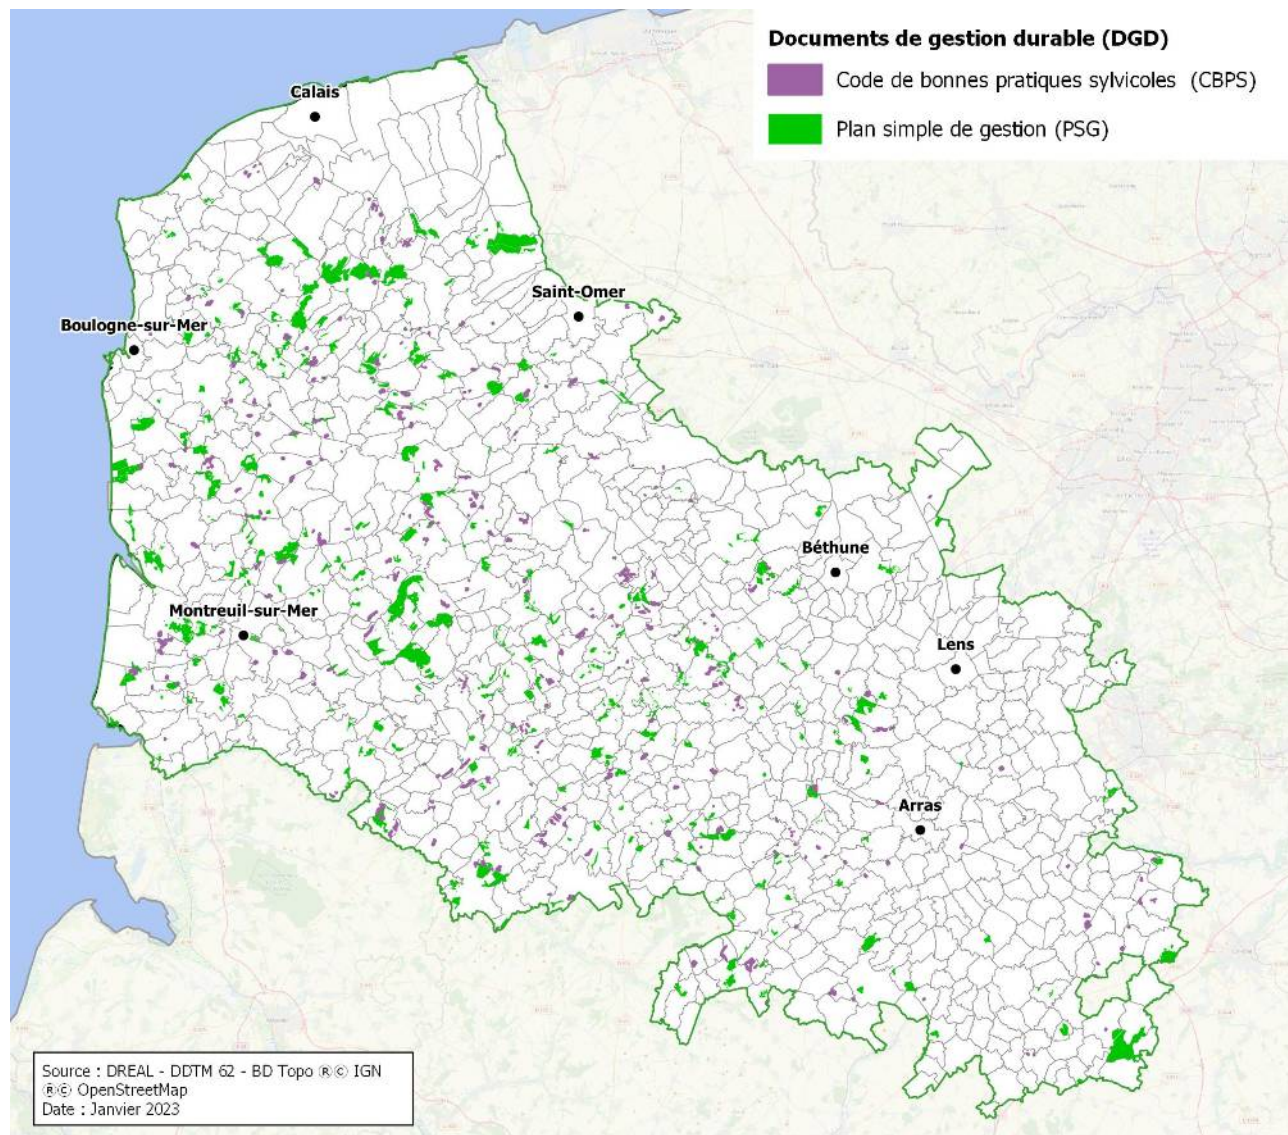 Documents de gestion durable (DGD)
Code de bonnes pratiques sylvicoles (CBPS)
Plan simple de gestion (PSG)
Calais
Saint-Omer
Boulogne-sur-Mer
Béthune
Montreuil-sur-Mer
Lens
Arras
Source : DREAL - DDTM 62 - BD Topo ®© IGN
®© OpenStreetMap
Date : Janvier 2023